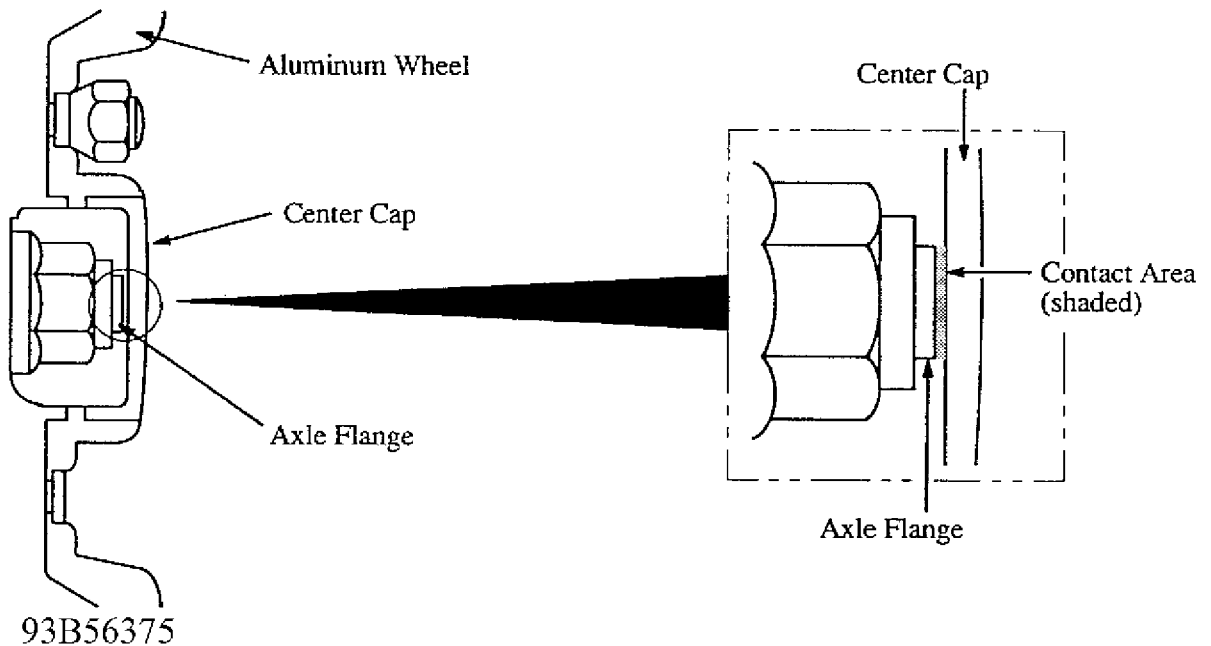 Aluminum Wheel
Center Cap
Center Cap
Contact Area
(shaded)
Axle Flange
Axle Flange
93B56375